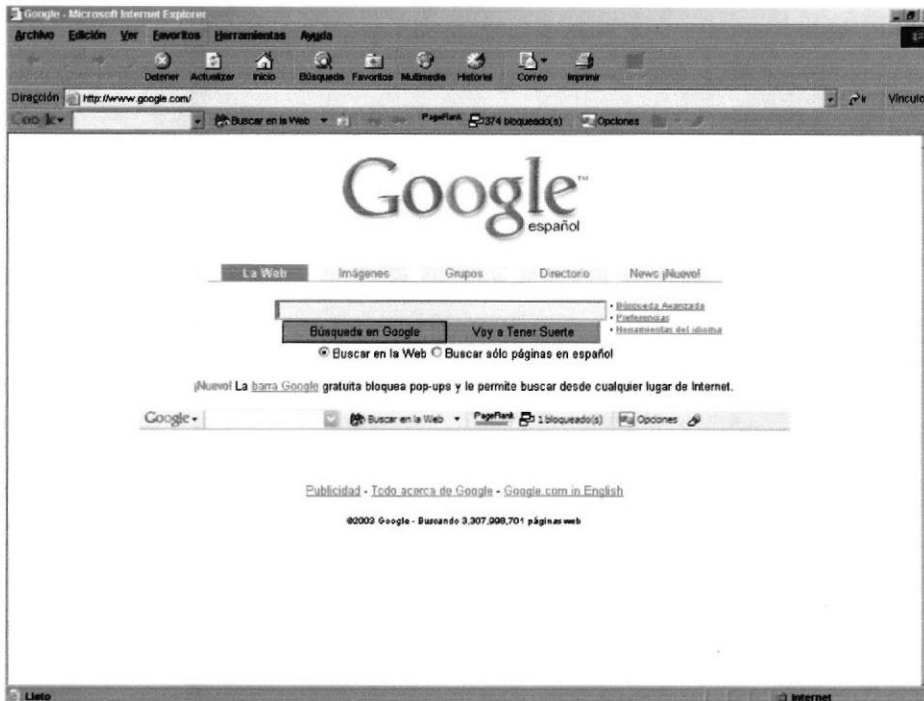 Google - Microsoft Internet Explorer
Archivo Edición Ver Favoritos Herramientas Ayuda
Detener Actualizar Inicio Búsqueda Favoritos Multimedia Historial Correo Imprimir
Dirección http://www.google.com/ Ir Vínculo
Google Buscar en la Web PageRank 374 bloqueado(s) Opciones
Google™
español
La Web Imágenes Grupos Directorio News ¡Nuevo!
• Búsqueda Avanzada
• Preferencias
• Herramientas del idioma
Búsqueda en Google Voy a Tener Suerte
Buscar en la Web Buscar sólo páginas en español
¡Nuevo! La barra Google gratuita bloquea pop-ups y le permite buscar desde cualquier lugar de Internet.
Google Buscar en la Web PageRank 1 bloqueado(s) Opciones
Publicidad - Todo acerca de Google - Google.com in English
©2003 Google - Buscando 3,307,998,701 páginas web
Listo Internet